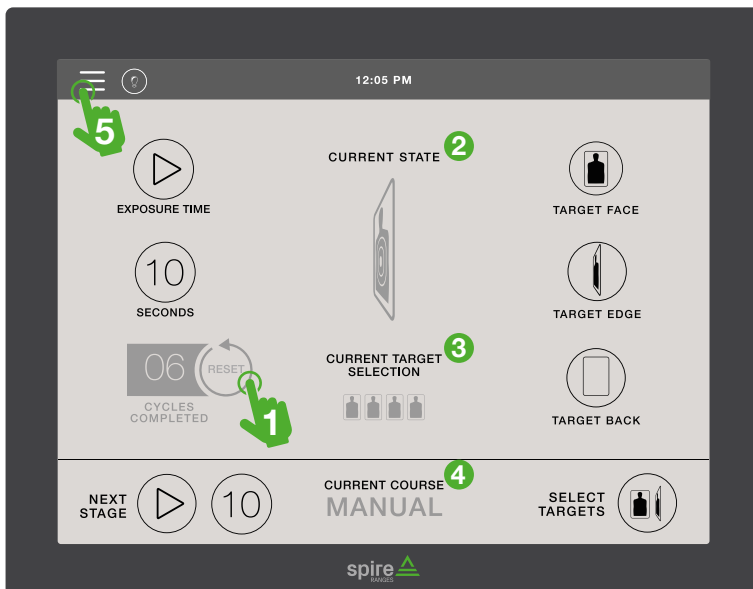 12:05 PM
5
CURRENT STATE
2
EXPOSURE TIME
TARGET FACE
10
SECONDS
TARGET EDGE
06
RESET
CYCLES
COMPLETED
1
CURRENT TARGET
SELECTION
3
TARGET BACK
NEXT
STAGE
10
CURRENT COURSE
4
MANUAL
SELECT
TARGETS
spire
RANGES